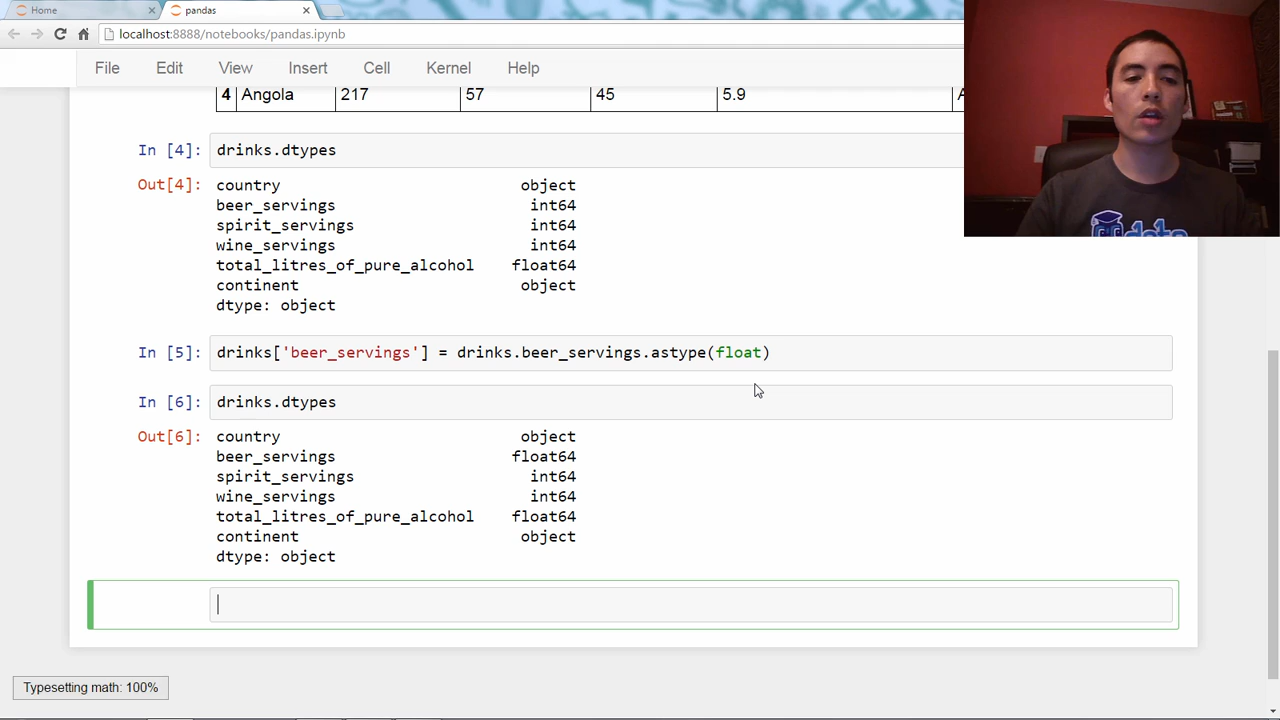 Home
pandas
localhost:8888/notebooks/pandas.ipynb
File Edit View Insert Cell Kernel Help
4 Angola 217 57 45 5.9 A
In [4]: drinks.dtypes
Out[4]: country object
beer_servings int64
spirit_servings int64
wine_servings int64
total_litres_of_pure_alcohol float64
continent object
dtype: object
In [5]: drinks['beer_servings'] = drinks.beer_servings.astype(float)
In [6]: drinks.dtypes
Out[6]: country object
beer_servings float64
spirit_servings int64
wine_servings int64
total_litres_of_pure_alcohol float64
continent object
dtype: object
Typesetting math: 100%
data